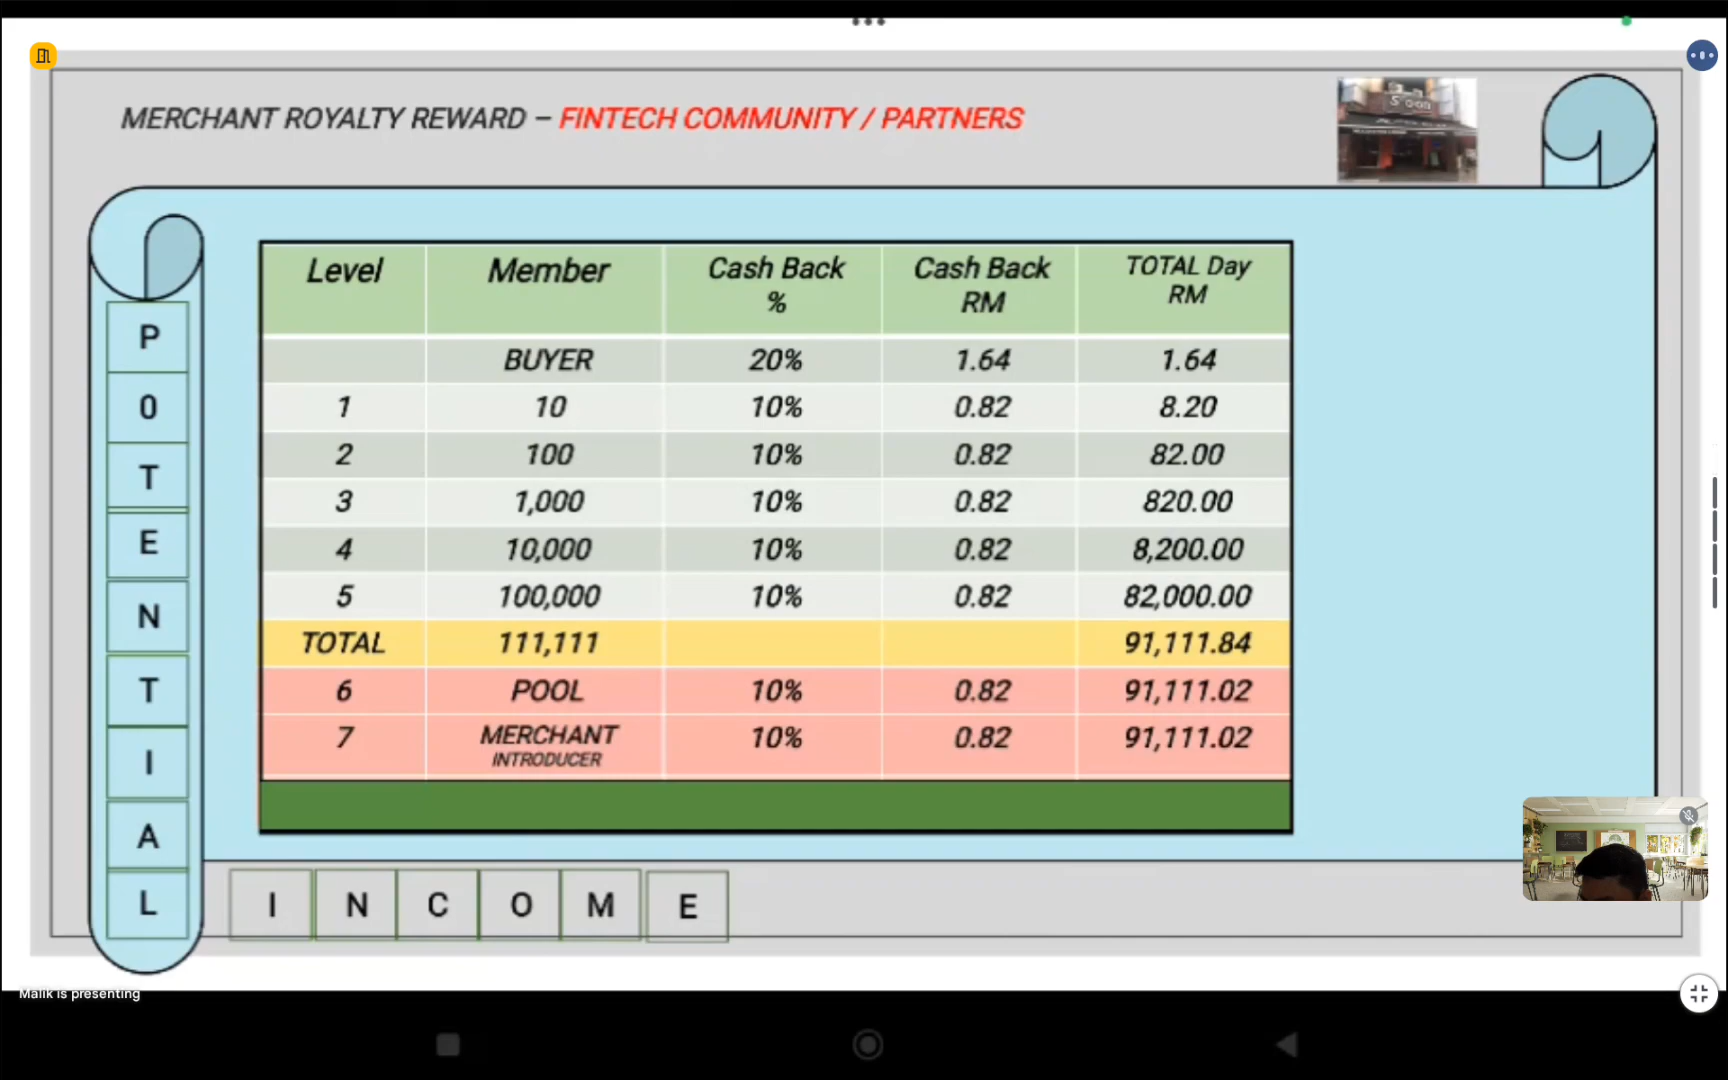 MERCHANT ROYALTY REWARD – FINTECH COMMUNITY / PARTNERS
Level Member Cash Back % Cash Back RM TOTAL Day RM
BUYER 20% 1.64 1.64
1 10 10% 0.82 8.20
2 100 10% 0.82 82.00
3 1,000 10% 0.82 820.00
4 10,000 10% 0.82 8,200.00
5 100,000 10% 0.82 82,000.00
TOTAL 111,111 91,111.84
6 POOL 10% 0.82 91,111.02
7 MERCHANT INTRODUCER 10% 0.82 91,111.02
P
0
T
E
N
T
I
A
L
I N C O M E
Malik is presenting